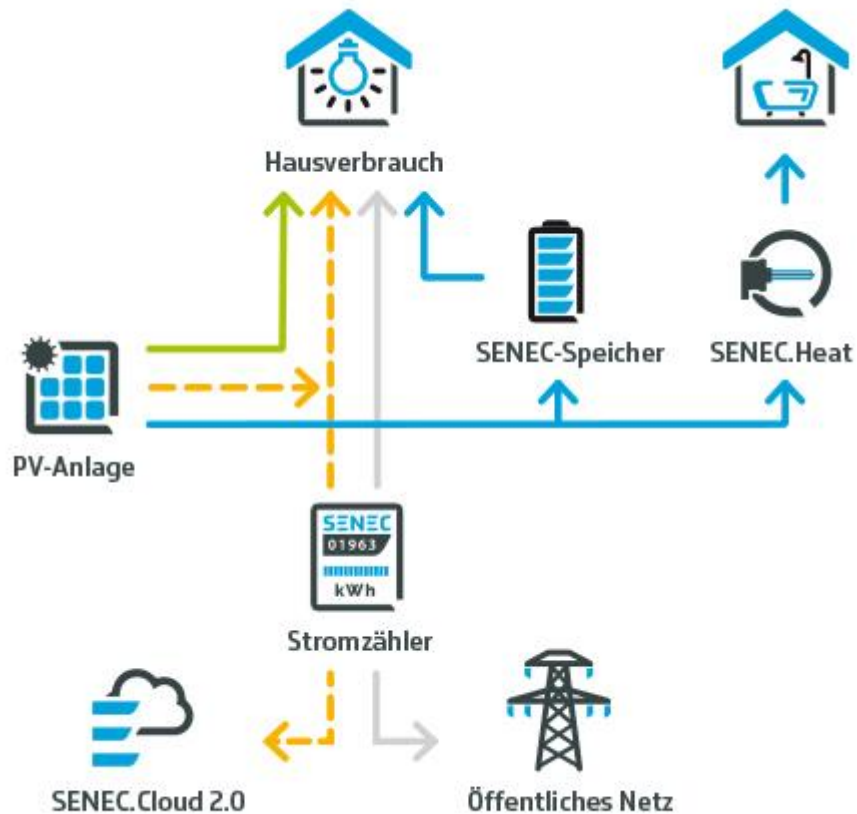 Hausverbrauch
SENEC-Speicher
SENEC.Heat
PV-Anlage
SENEC
01963
kWh
Stromzähler
SENEC.Cloud 2.0
Öffentliches Netz